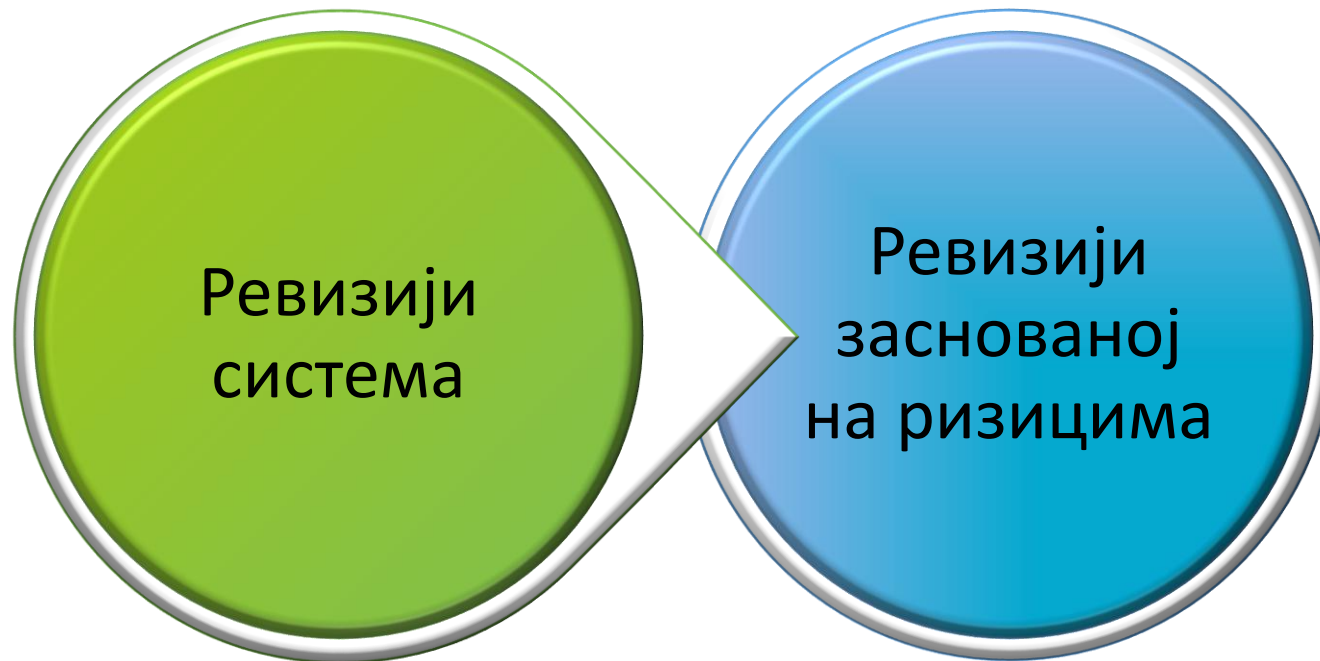 Ревизији
система
Ревизији
заснованој
на ризицима